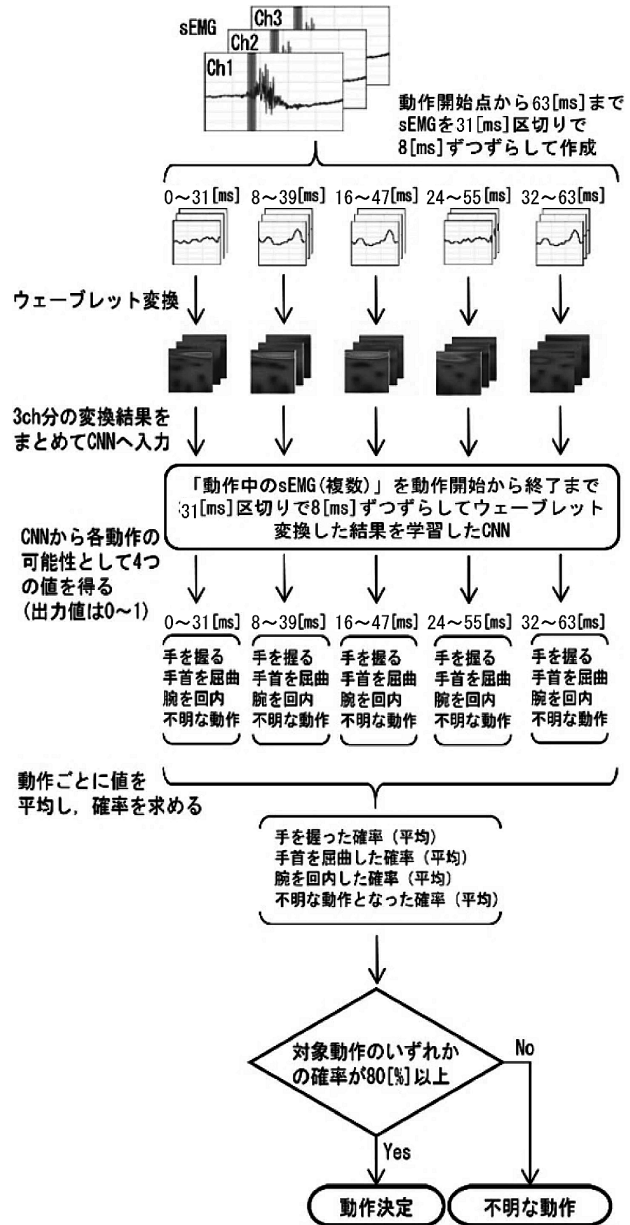 sEMG
Ch3
Ch2
Ch1
動作開始点から63[ms]まで
sEMGを31[ms]区切りで
8[ms]ずつずらして作成
0～31[ms] 8～39[ms] 16～47[ms] 24～55[ms] 32～63[ms]
ウェーブレット変換
3ch分の変換結果を
まとめてCNNへ入力
「動作中のsEMG(複数)」を動作開始から終了まで
31[ms]区切りで8[ms]ずつずらしてウェーブレット
変換した結果を学習したCNN
CNNから各動作の
可能性として4つ
の値を得る
(出力値は0～1)
0～31[ms] 8～39[ms] 16～47[ms] 24～55[ms] 32～63[ms]
手を握る 手を握る 手を握る 手を握る 手を握る
手首を屈曲 手首を屈曲 手首を屈曲 手首を屈曲 手首を屈曲
腕を回内 腕を回内 腕を回内 腕を回内 腕を回内
不明な動作 不明な動作 不明な動作 不明な動作 不明な動作
動作ごとに値を
平均し，確率を求める
手を握った確率（平均）
手首を屈曲した確率（平均）
腕を回内した確率（平均）
不明な動作となった確率（平均）
対象動作のいずれか
の確率が80[%]以上
No
Yes
動作決定
不明な動作